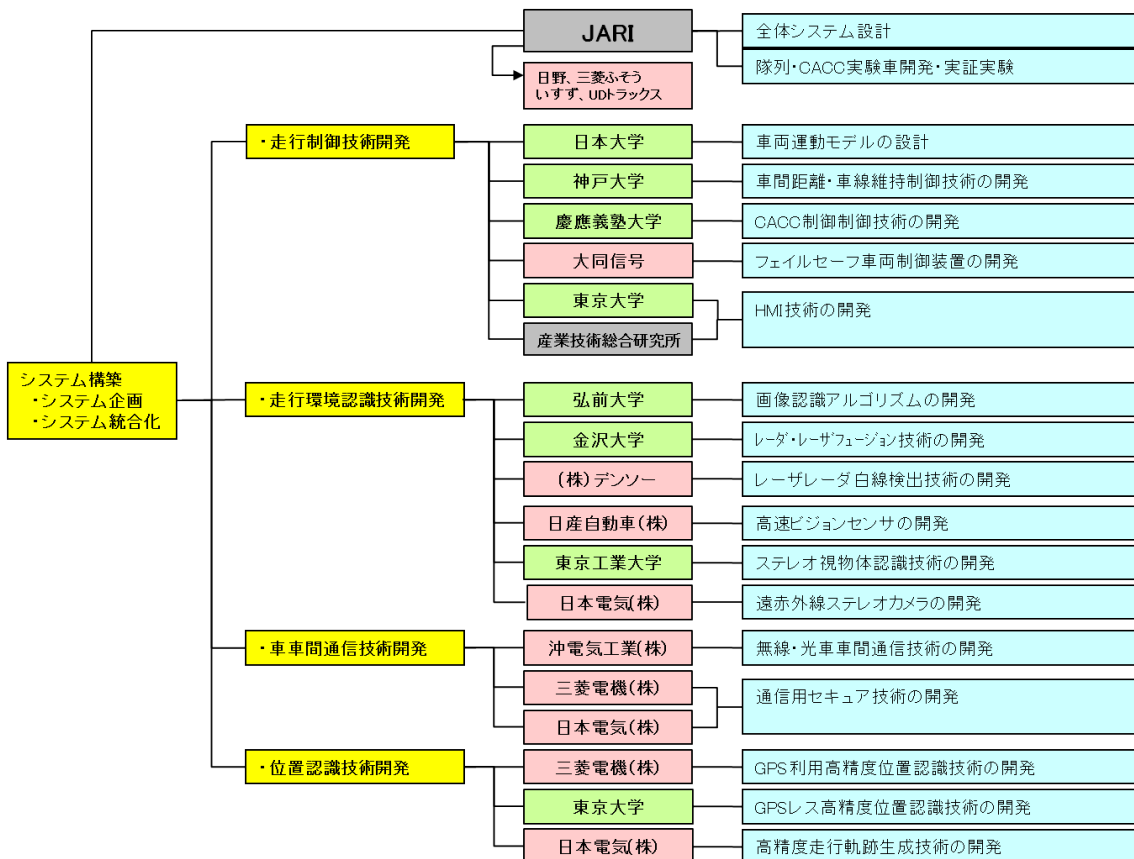 JARI
全体システム設計
隊列・CACC実験車開発・実証実験
日野、三菱ふそう
いすず、UDトラックス
・走行制御技術開発
日本大学
車両運動モデルの設計
神戸大学
車間距離・車線維持制御技術の開発
慶應義塾大学
CACC制御制御技術の開発
大同信号
フェイルセーフ車両制御装置の開発
東京大学
産業技術総合研究所
HMI技術の開発
システム構築
・システム企画
・システム統合化
・走行環境認識技術開発
弘前大学
画像認識アルゴリズムの開発
金沢大学
レーダ・レーザフュージョン技術の開発
(株)デンソー
レーザレーダ白線検出技術の開発
日産自動車(株)
高速ビジョンセンサの開発
東京工業大学
ステレオ視物体認識技術の開発
日本電気(株)
遠赤外線ステレオカメラの開発
・車車間通信技術開発
沖電気工業(株)
無線・光車車間通信技術の開発
三菱電機(株)
日本電気(株)
通信用セキュア技術の開発
・位置認識技術開発
三菱電機(株)
GPS利用高精度位置認識技術の開発
東京大学
GPSレス高精度位置認識技術の開発
日本電気(株)
高精度走行軌跡生成技術の開発